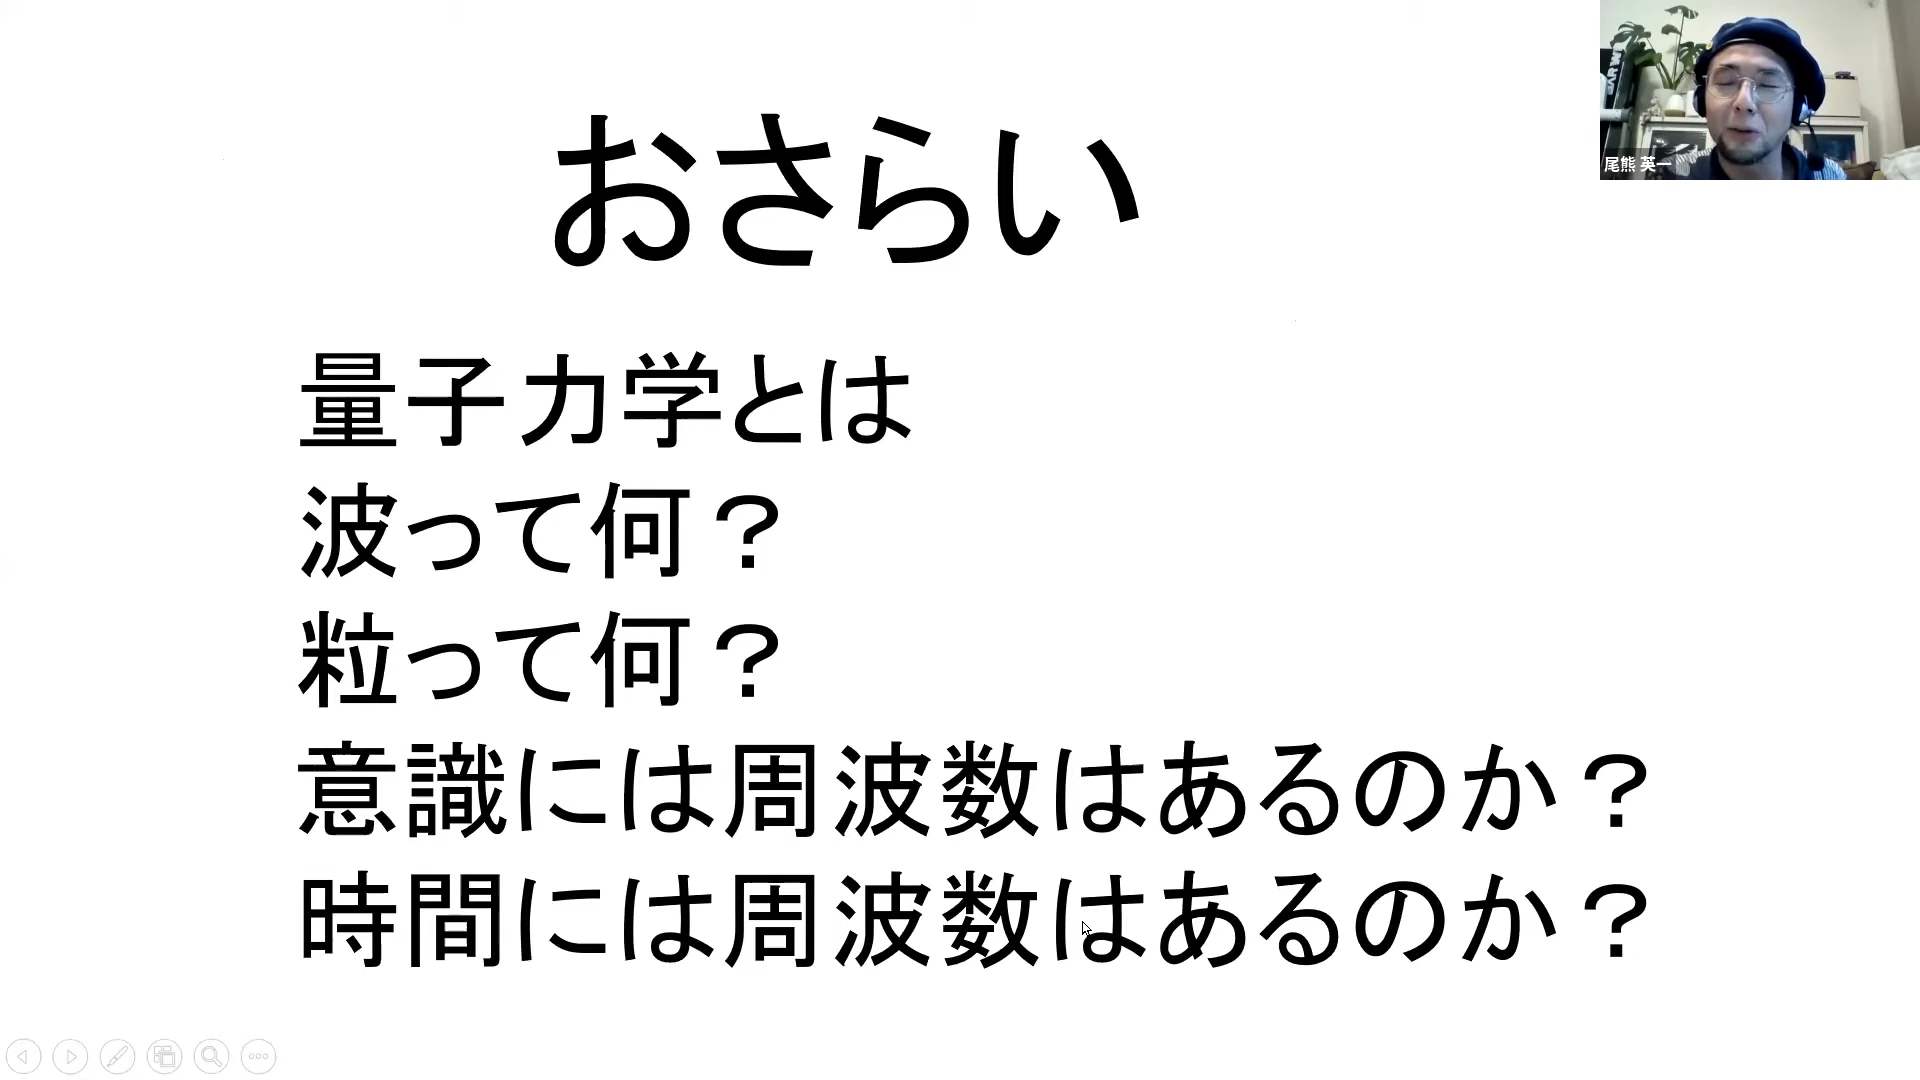 おさらい
尾熊 英一
量子力学とは
波って何？
粒って何？
意識には周波数はあるのか？
時間には周波数はあるのか？